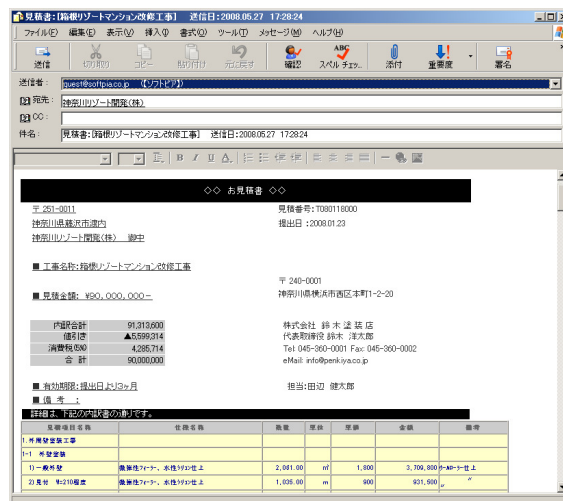 見積書:[箱根リゾートマンション改修工事] 送信日:2008.05.27 17:28:24
ファイル(F) 編集(E) 表示(V) 挿入(I) 書式(O) ツール(T) メッセージ(M) ヘルプ(H)
送信 切り取り コピー 貼り付け 元に戻す 確認 スペル チェッ... 添付 重要度 署名
送信者: guest@softpia.co.jp (【ソフトピア】)
宛先: 神奈川リゾート開発(株)
CC:
件名: 見積書:[箱根リゾートマンション改修工事] 送信日:2008.05.27 17:28:24
B I U A
◇◇ お見積書 ◇◇
〒 251-0011 見積番号:T080118000
神奈川県藤沢市渡内 提出日 :2008.01.23
神奈川リゾート開発(株) 御中
■ 工事名称:箱根リゾートマンション改修工事
〒 240-0001
■ 見積金額: ¥90,000,000- 神奈川県横浜市西区本町1-2-20
内訳合計 91,313,600 株式会社 鈴木塗装店
値引き ▲5,599,314 代表取締役 鈴木 洋太郎
消費税(5%) 4,285,714 Tel: 045-360-0001 Fax: 045-360-0002
合 計 90,000,000 eMail: info@penkiya.co.jp
■ 有効期限:提出日より3ヶ月 担当:田辺 健太郎
■ 備 考 :
詳細は、下記の内訳書の通りです。
見積項目名称 仕様名称 数量 単位 単価 金額 備考
1.外周壁塗装工事
1-1 外壁塗装
1)一般外壁 微弾性フィーラー、水性シリコン仕上 2,061.00 ㎡ 1,800 3,709,800 ウールローラー仕上
2)見付 W=210程度 微弾性フィーラー、水性シリコン仕上 1,035.00 m 900 931,500 〃 〃